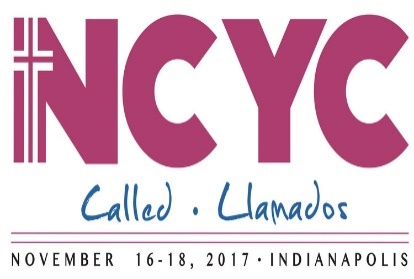 NCYC
Called · Llamados
NOVEMBER 16-18, 2017 · INDIANAPOLIS